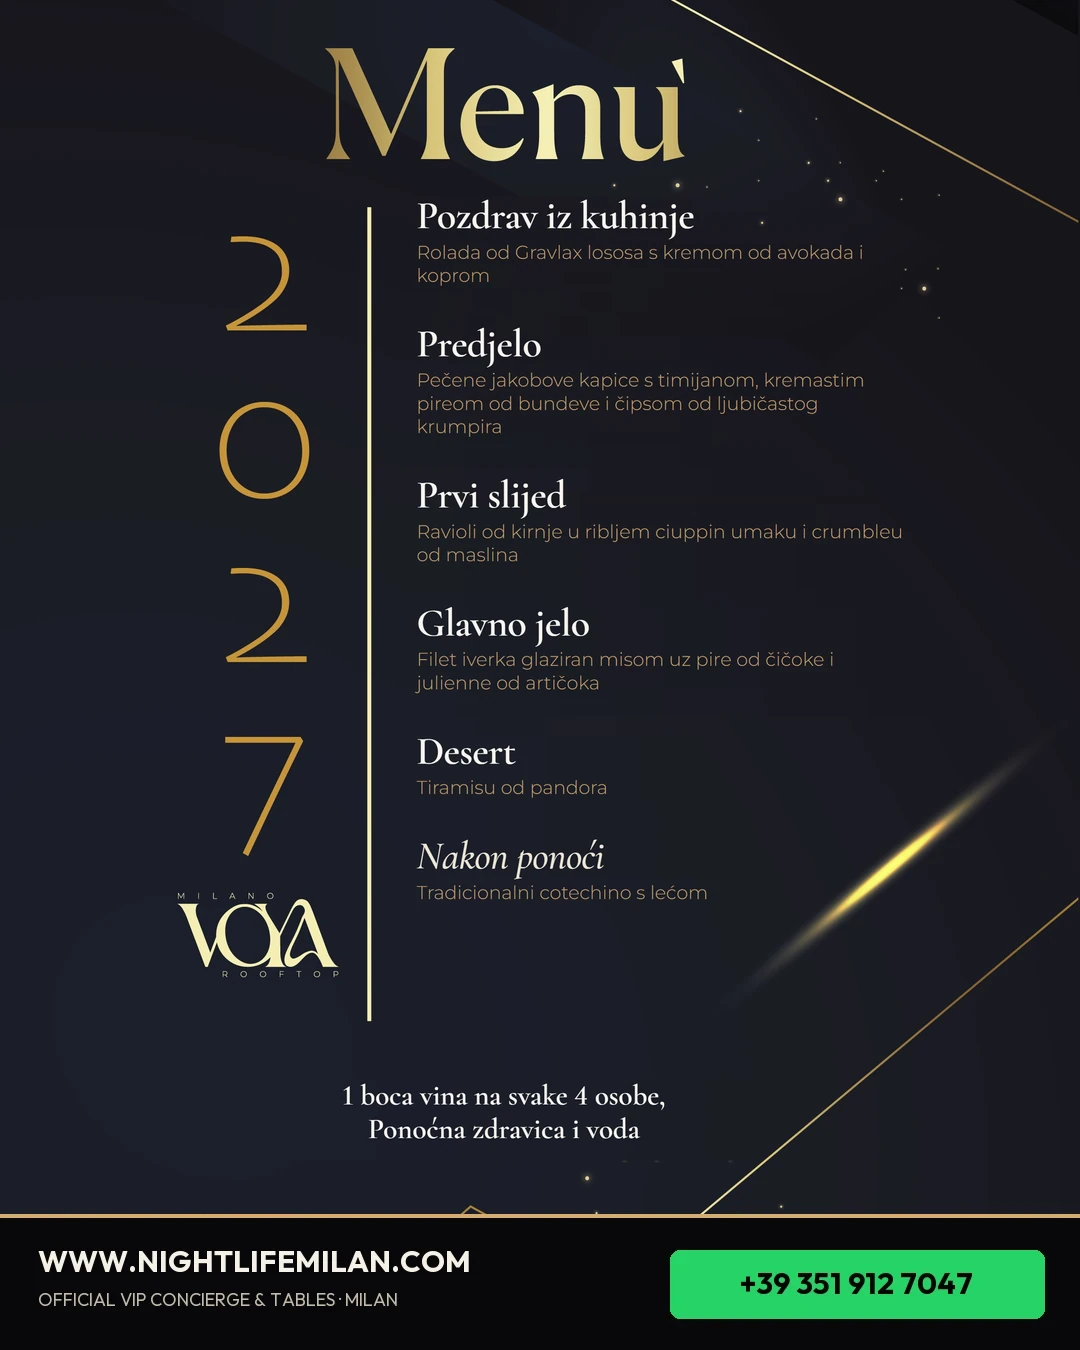 Menù
2
0
2
7
Pozdrav iz kuhinje
Rolada od Gravlax lososa s kremom od avokada i
koprom
Predjelo
Pečene jakobove kapice s timijanom, kremastim
pireom od bundeve i čipsom od ljubičastog
krumpira
Prvi slijed
Ravioli od kirnje u ribljem ciuppin umaku i crumbleu
od maslina
Glavno jelo
Filet iverka glaziran misom uz pire od čičoke i
julienne od artičoka
Desert
Tiramisu od pandora
Nakon ponoći
Tradicionalni cotechino s lećom
MILANO
VOYA
ROOFTOP
1 boca vina na svake 4 osobe,
Ponoćna zdravica i voda
WWW.NIGHTLIFEMILAN.COM
OFFICIAL VIP CONCIERGE & TABLES · MILAN
+39 351 912 7047